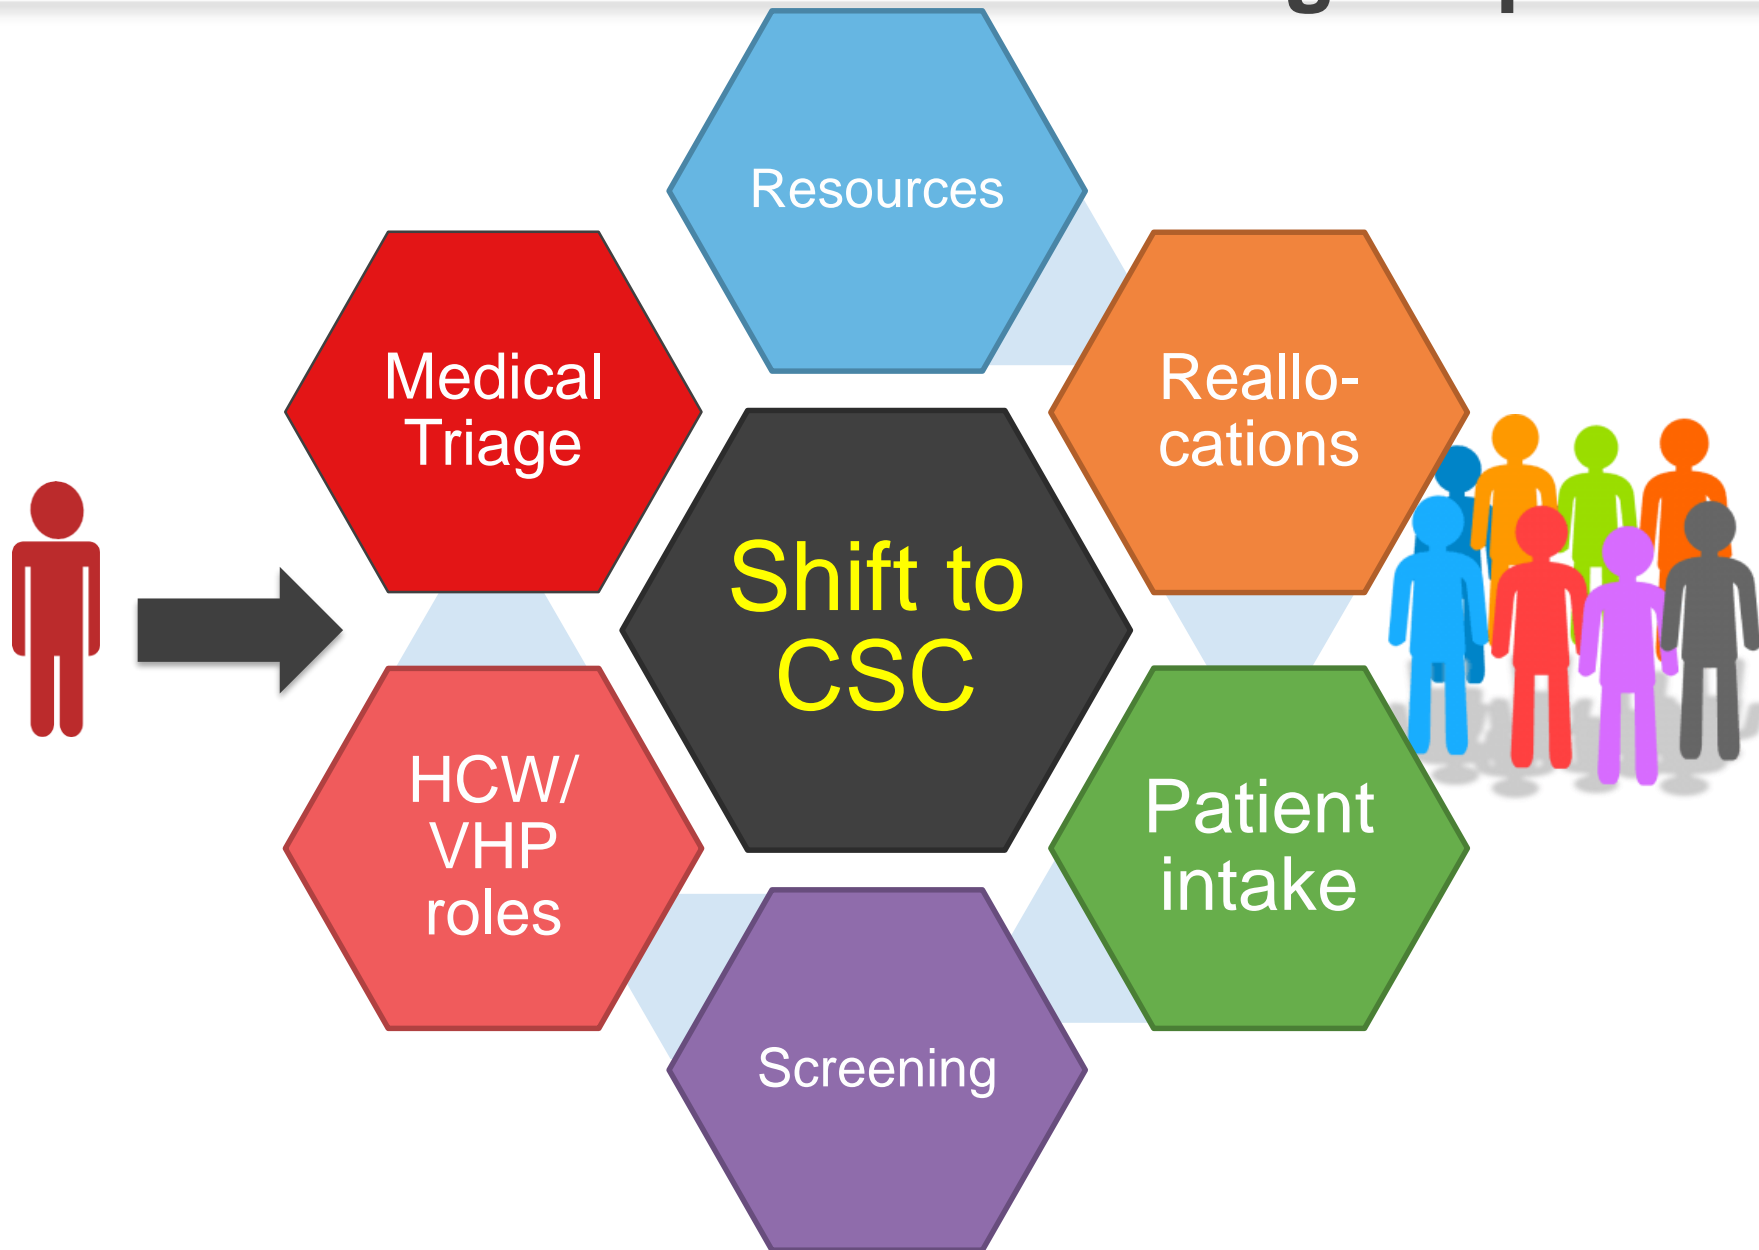 Resources
Medical
Triage
Reallo-
cations
Shift to
CSC
HCW/
VHP
roles
Patient
intake
Screening